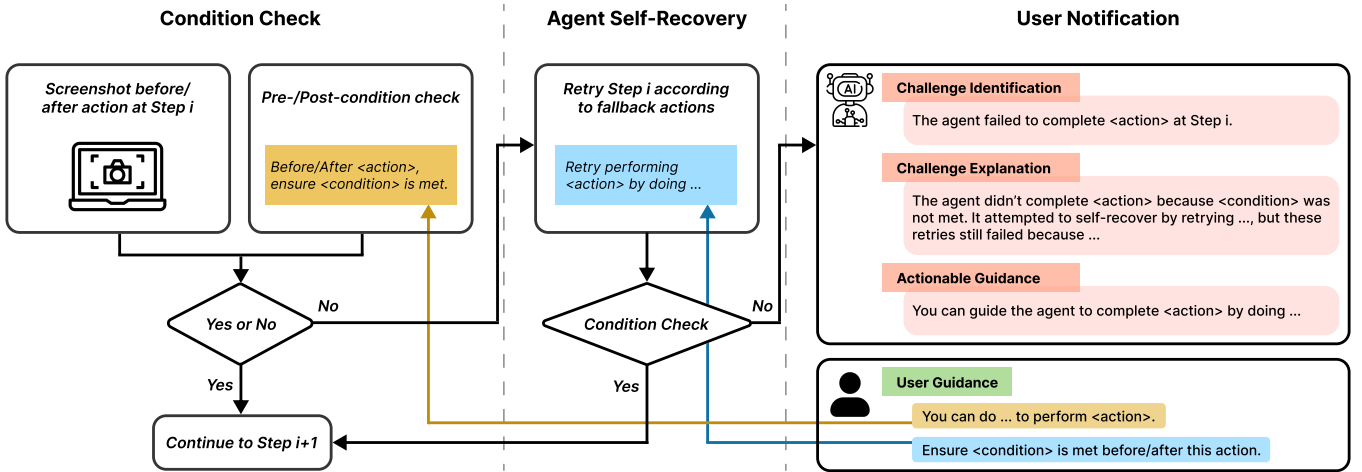 Condition Check
Screenshot before/
after action at Step i
Pre-/Post-condition check
Before/After <action>,
ensure <condition> is met.
Yes or No
No
Yes
Continue to Step i+1
Agent Self-Recovery
Retry Step i according
to fallback actions
Retry performing
<action> by doing ...
Condition Check
No
Yes
User Notification
AI
Challenge Identification
The agent failed to complete <action> at Step i.
Challenge Explanation
The agent didn’t complete <action> because <condition> was
not met. It attempted to self-recover by retrying ..., but these
retries still failed because ...
Actionable Guidance
You can guide the agent to complete <action> by doing ...
User Guidance
You can do ... to perform <action>.
Ensure <condition> is met before/after this action.